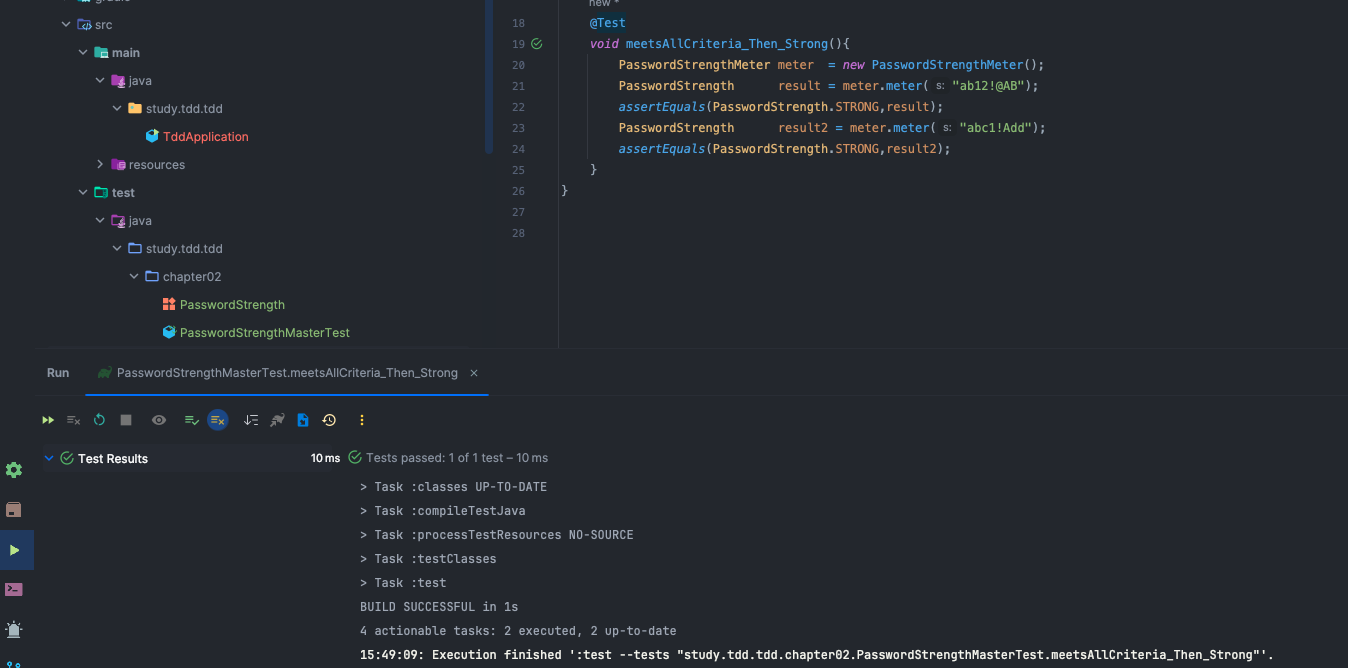 gradle
src
main
java
study.tdd.tdd
TddApplication
resources
test
java
study.tdd.tdd
chapter02
PasswordStrength
PasswordStrengthMasterTest
new *
18 @Test
19 void meetsAllCriteria_Then_Strong(){
20 PasswordStrengthMeter meter = new PasswordStrengthMeter();
21 PasswordStrength result = meter.meter( s: "ab12!@AB");
22 assertEquals(PasswordStrength.STRONG,result);
23 PasswordStrength result2 = meter.meter( s: "abc1!Add");
24 assertEquals(PasswordStrength.STRONG,result2);
25 }
26 }
27
28
Run PasswordStrengthMasterTest.meetsAllCriteria_Then_Strong ×
Test Results 10 ms Tests passed: 1 of 1 test – 10 ms
> Task :classes UP-TO-DATE
> Task :compileTestJava
> Task :processTestResources NO-SOURCE
> Task :testClasses
> Task :test
BUILD SUCCESSFUL in 1s
4 actionable tasks: 2 executed, 2 up-to-date
15:49:09: Execution finished ':test --tests "study.tdd.tdd.chapter02.PasswordStrengthMasterTest.meetsAllCriteria_Then_Strong"'.